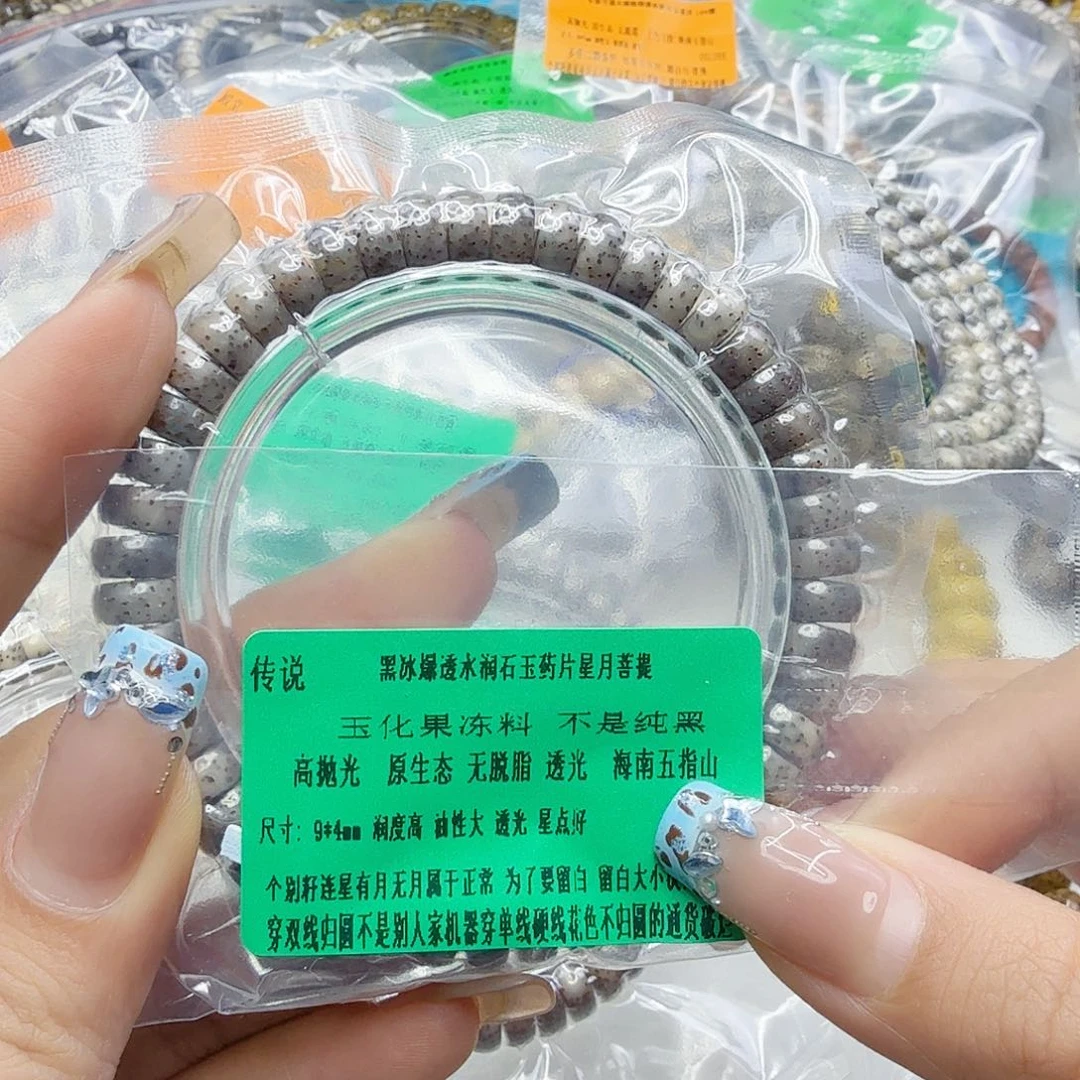 传说
黑冰爆透水润石玉药片星月菩提
玉化果冻料 不是纯黑
高抛光 原生态 无脱脂 透光 海南五指山
尺寸: 9*4mm 润度高 油性大 透光 星点好
个别籽连星有月无月属于正常 为了要留白 留白大小
穿双线归圆不是别人家机器穿单线硬线花色不归圆的通货